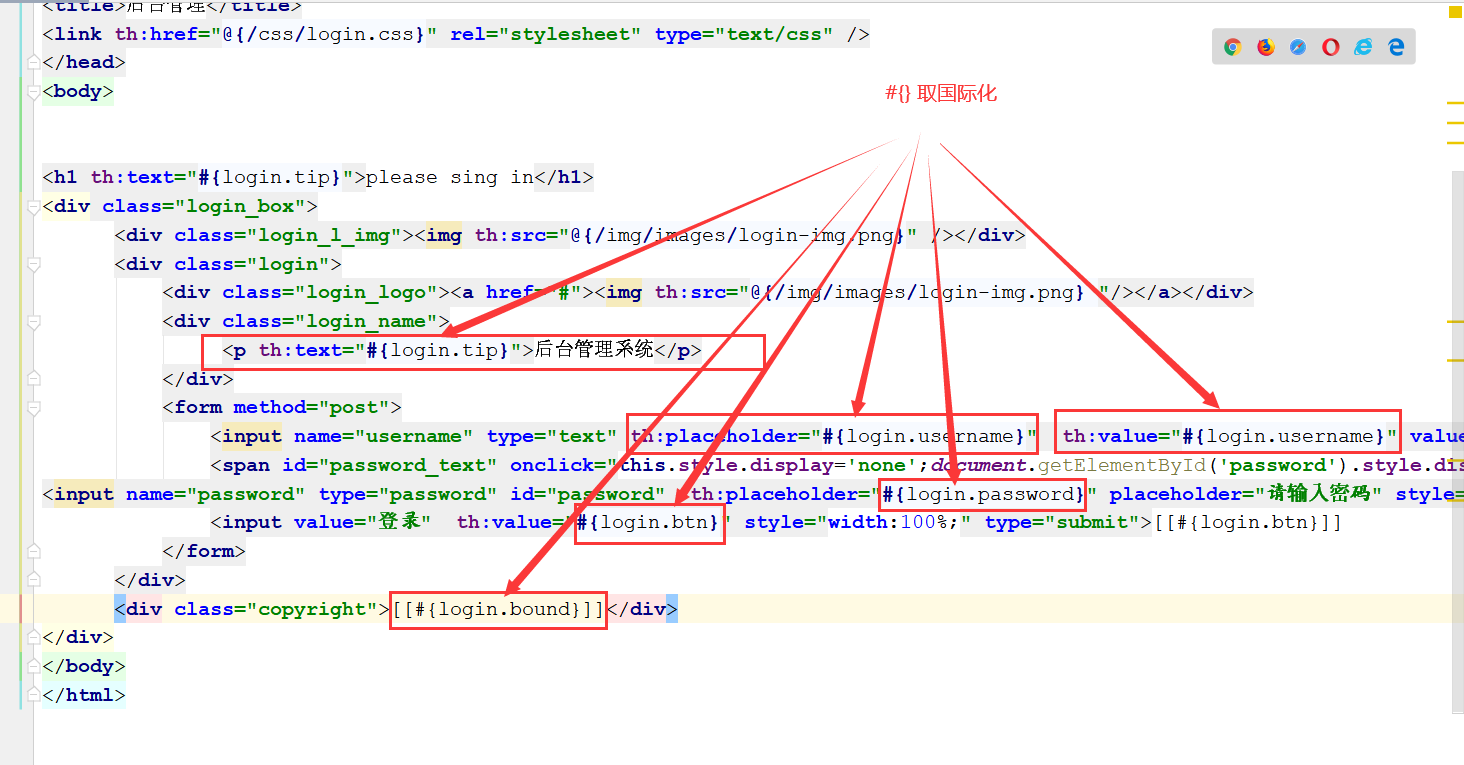 <title>后台管理</title>
<link th:href="@{/css/login.css}" rel="stylesheet" type="text/css" />
</head>
<body>
#{} 取国际化
<h1 th:text="#{login.tip}">please sing in</h1>
<div class="login_box">
<div class="login_l_img"><img th:src="@{/img/images/login-img.png}" /></div>
<div class="login">
<div class="login_logo"><a href="#"><img th:src="@{/img/images/login-img.png} "/></a></div>
<div class="login_name">
<p th:text="#{login.tip}">后台管理系统</p>
</div>
<form method="post">
<input name="username" type="text" th:placeholder="#{login.username}" th:value="#{login.username}" value
<span id="password_text" onclick="this.style.display='none';document.getElementById('password').style.dis
<input name="password" type="password" id="password" th:placeholder="#{login.password}" placeholder="请输入密码" style=
<input value="登录" th:value="#{login.btn}" style="width:100%;" type="submit">[[#{login.btn}]]
</form>
</div>
<div class="copyright">[[#{login.bound}]]</div>
</div>
</body>
</html>